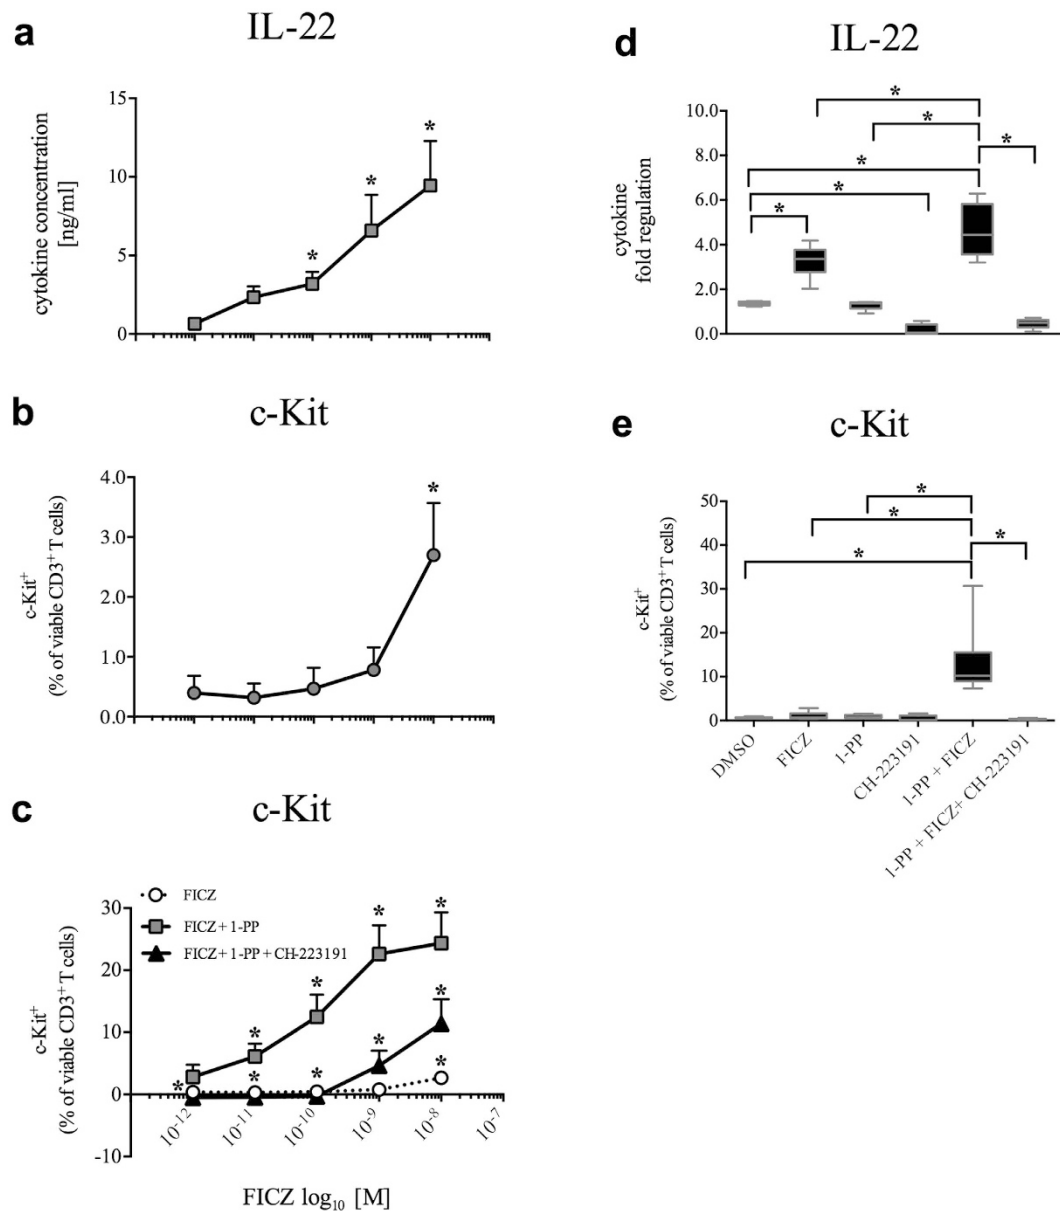 a
IL-22
cytokine concentration
[ng/ml]
15
10
5
0
*
*
*
b
c-Kit
c-Kit⁺
(% of viable CD3⁺ T cells)
4.0
3.0
2.0
1.0
0.0
*
c
c-Kit
c-Kit⁺
(% of viable CD3⁺ T cells)
30
20
10
0
-10
FICZ
FICZ + 1-PP
FICZ + 1-PP + CH-223191
*
*
*
*
*
*
*
*
*
*
10⁻¹²
10⁻¹¹
10⁻¹⁰
10⁻⁹
10⁻⁸
10⁻⁷
FICZ log₁₀ [M]
d
IL-22
cytokine
fold regulation
10.0
8.0
6.0
4.0
2.0
0.0
*
*
*
*
*
*
e
c-Kit
c-Kit⁺
(% of viable CD3⁺ T cells)
50
40
30
20
10
0
*
*
*
*
DMSO
FICZ
1-PP
CH-223191
1-PP + FICZ
1-PP + FICZ+ CH-223191